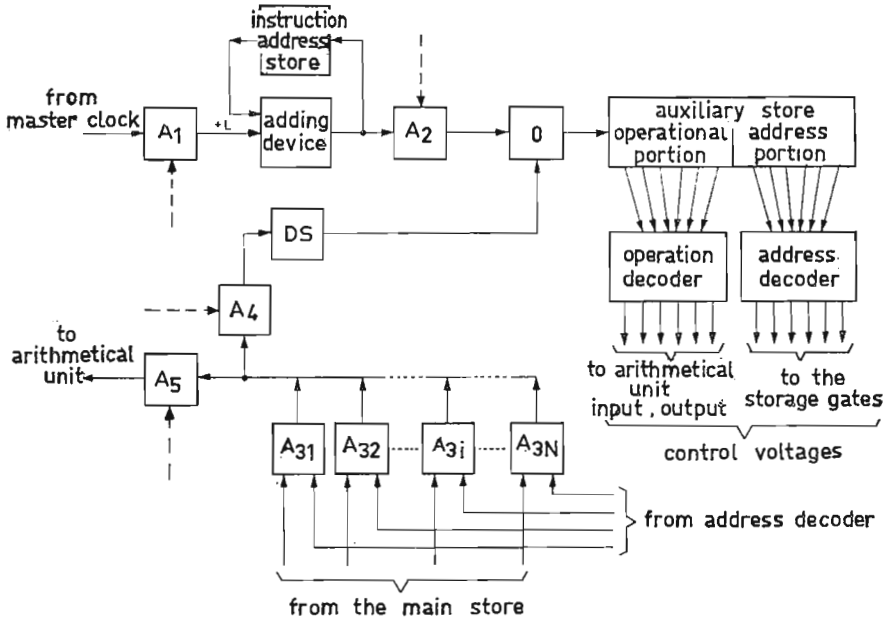 instruction
address
store
from
master clock
A1
+L
adding
device
A2
0
auxiliary store
operational address
portion portion
DS
operation
decoder
address
decoder
A4
to
arithmetical
unit
A5
to arithmetical
unit
input, output
to the
storage gates
control voltages
A31
A32
A3i
A3N
from address decoder
from the main store